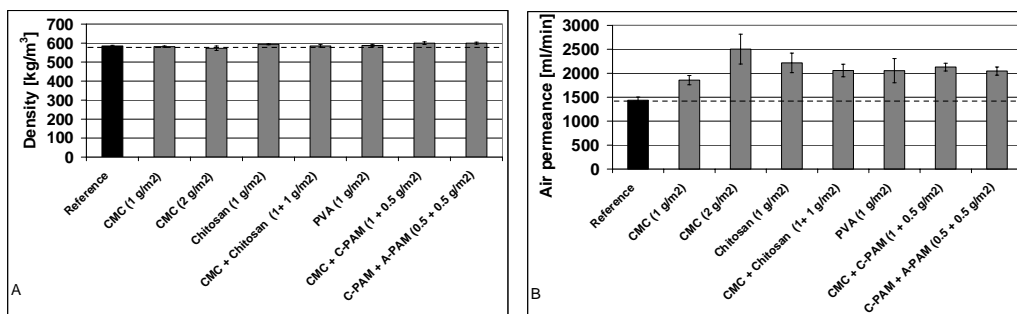 Density [kg/m³]
700
600
500
400
300
200
100
0
Reference
CMC (1 g/m2)
CMC (2 g/m2)
Chitosan (1 g/m2)
CMC + Chitosan (1+ 1 g/m2)
PVA (1 g/m2)
CMC + C-PAM (1 + 0.5 g/m2)
C-PAM + A-PAM (0.5 + 0.5 g/m2)
A
Air permeance [ml/min]
3000
2500
2000
1500
1000
500
0
Reference
CMC (1 g/m2)
CMC (2 g/m2)
Chitosan (1 g/m2)
CMC + Chitosan (1+ 1 g/m2)
PVA (1 g/m2)
CMC + C-PAM (1 + 0.5 g/m2)
C-PAM + A-PAM (0.5 + 0.5 g/m2)
B